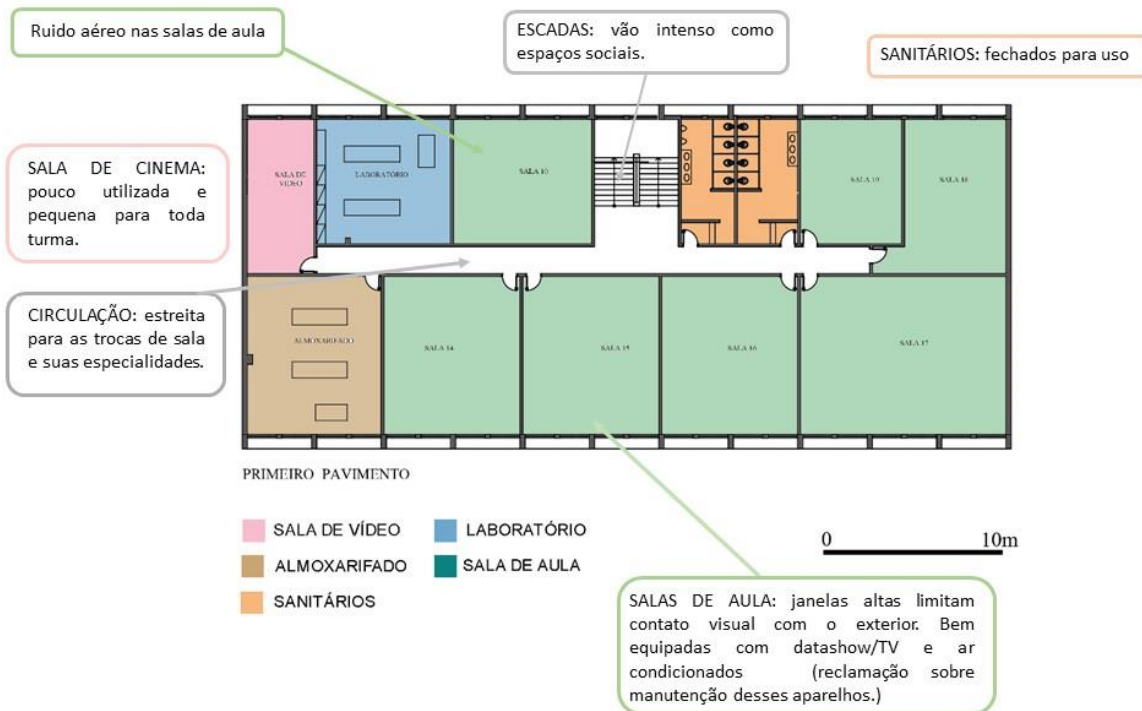 Ruido aéreo nas salas de aula
ESCADAS: vão intenso como
espaços sociais.
SANITÁRIOS: fechados para uso
SALA DE CINEMA:
pouco utilizada e
pequena para toda
turma.
SALA DE
VIDEO
LABORATÓRIO
SALA 10
SALA 19
SALA 18
CIRCULAÇÃO: estreita
para as trocas de sala
e suas especialidades.
ALMOXARIFADO
SALA 14
SALA 15
SALA 16
SALA 17
PRIMEIRO PAVIMENTO
SALA DE VÍDEO
LABORATÓRIO
ALMOXARIFADO
SALA DE AULA
SANITÁRIOS
0 10m
SALAS DE AULA: janelas altas limitam
contato visual com o exterior. Bem
equipadas com datashow/TV e ar
condicionados (reclamação sobre
manutenção desses aparelhos.)